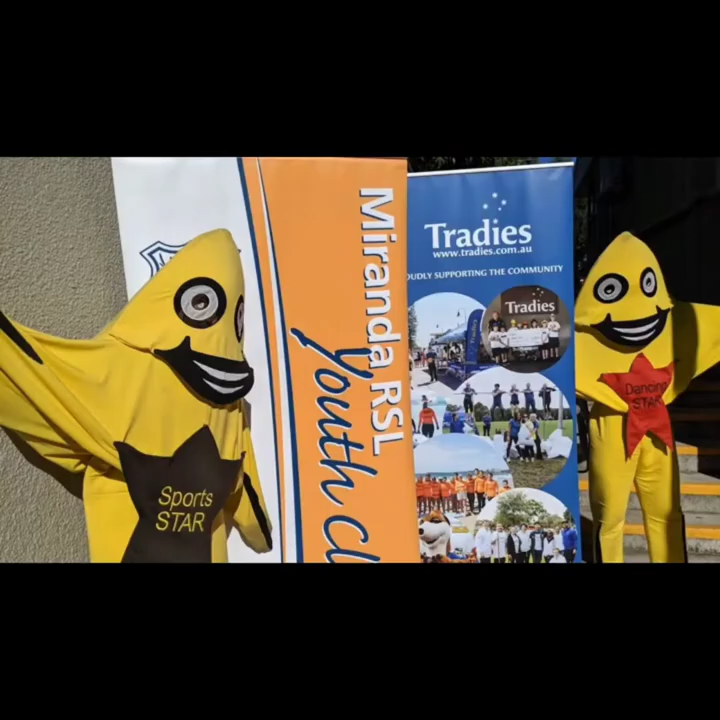 Sports
STAR
Miranda RSL
Youth Cl
Tradies
www.tradies.com.au
OUDLY SUPPORTING THE COMMUNITY
Tradies
Dancing
STAR